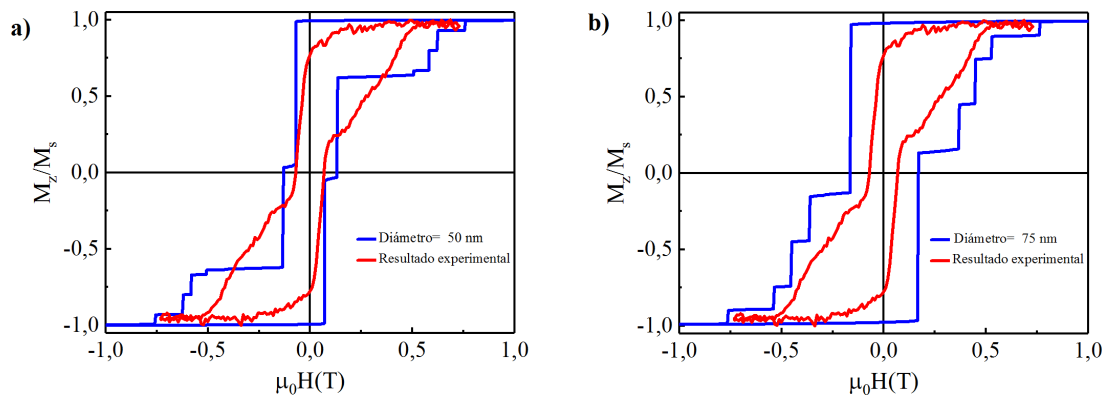 a)
1,0
0,5
0,0
-0,5
-1,0
M_Z/M_s
Diámetro= 50 nm
Resultado experimental
-1,0 -0,5 0,0 0,5 1,0
μ₀H(T)
b)
1,0
0,5
0,0
-0,5
-1,0
M_Z/M_s
Diámetro= 75 nm
Resultado experimental
-1,0 -0,5 0,0 0,5 1,0
μ₀H(T)